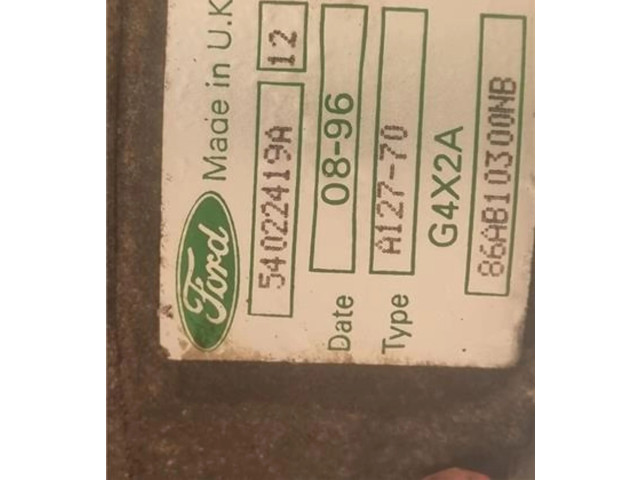 Ford Made in U.K
54022419A 12
Date 08-96
Type A127-70
G4X2A
86AB10300NB